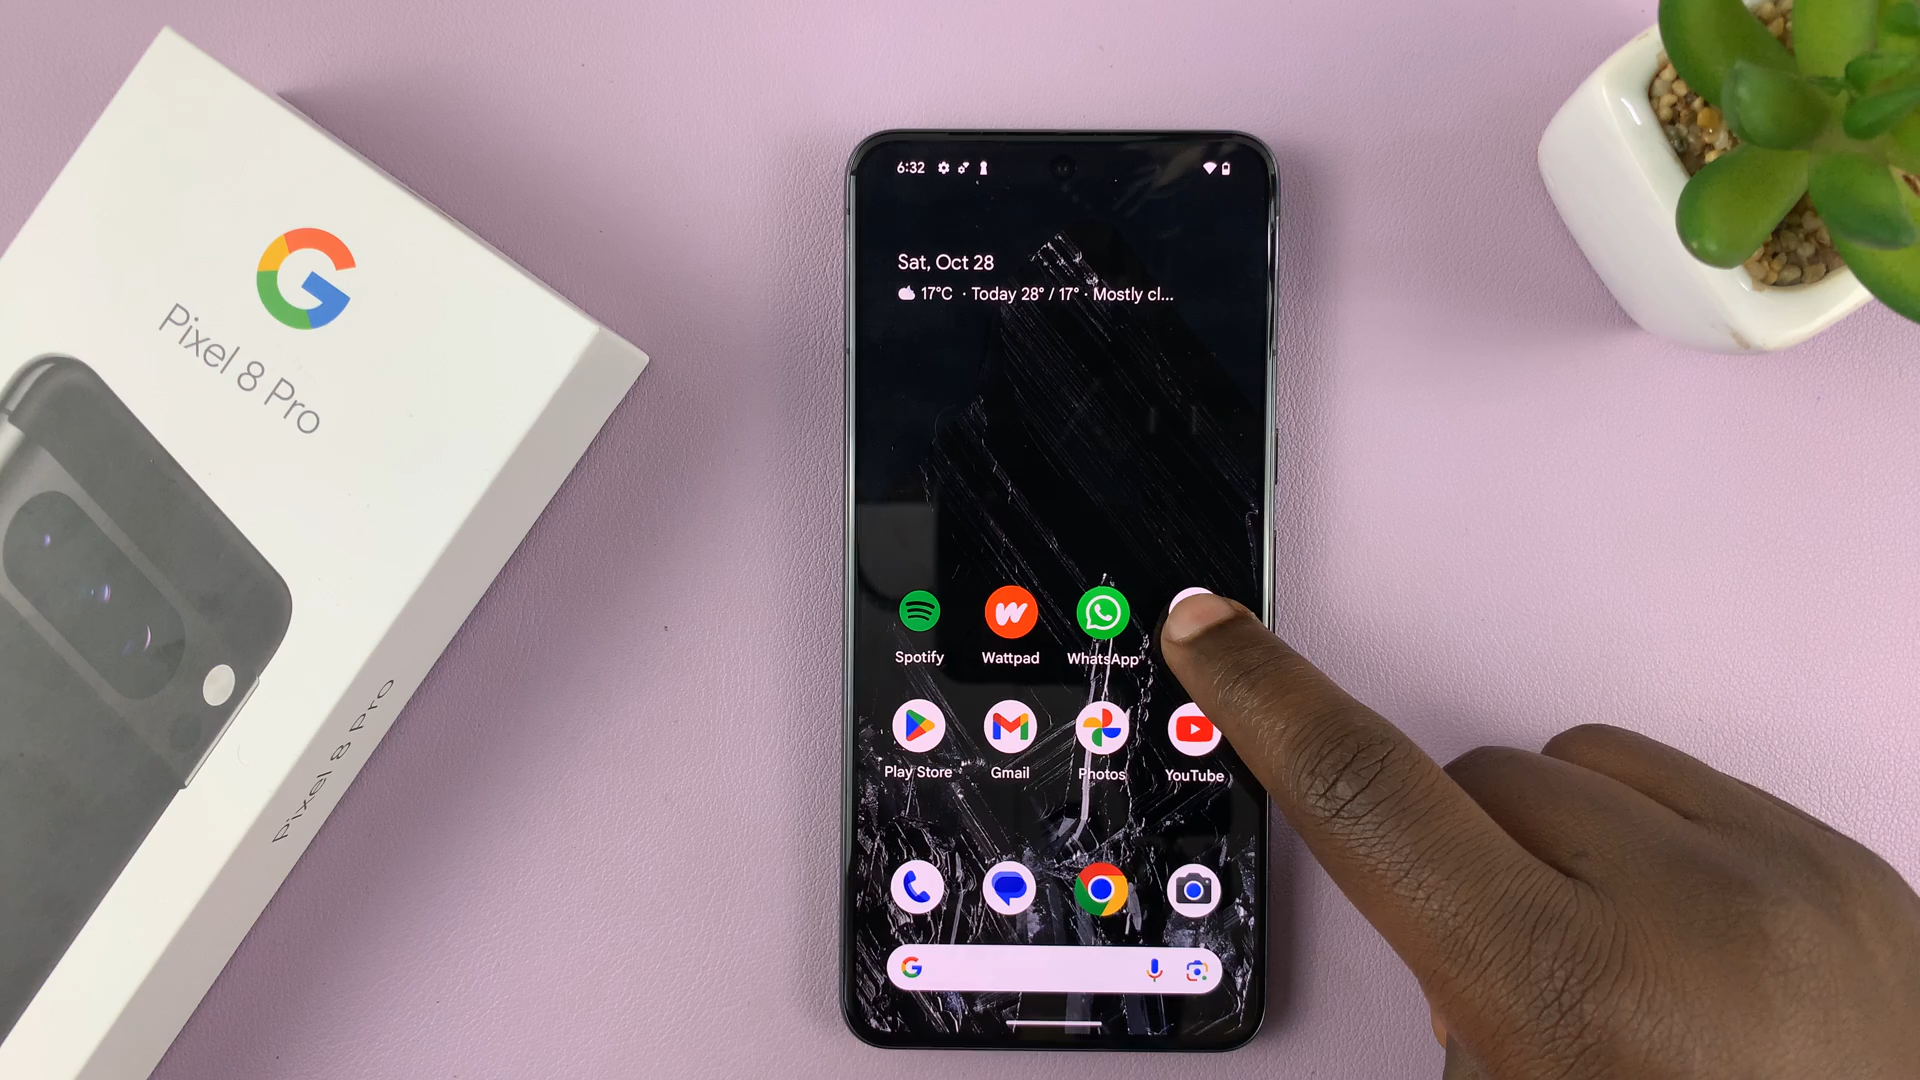 Pixel 8 Pro
Pixel 8 Pro
6:32
Sat, Oct 28
17°C · Today 28° / 17° · Mostly cl...
Spotify
Wattpad
WhatsApp
Play Store
Gmail
Photos
YouTube